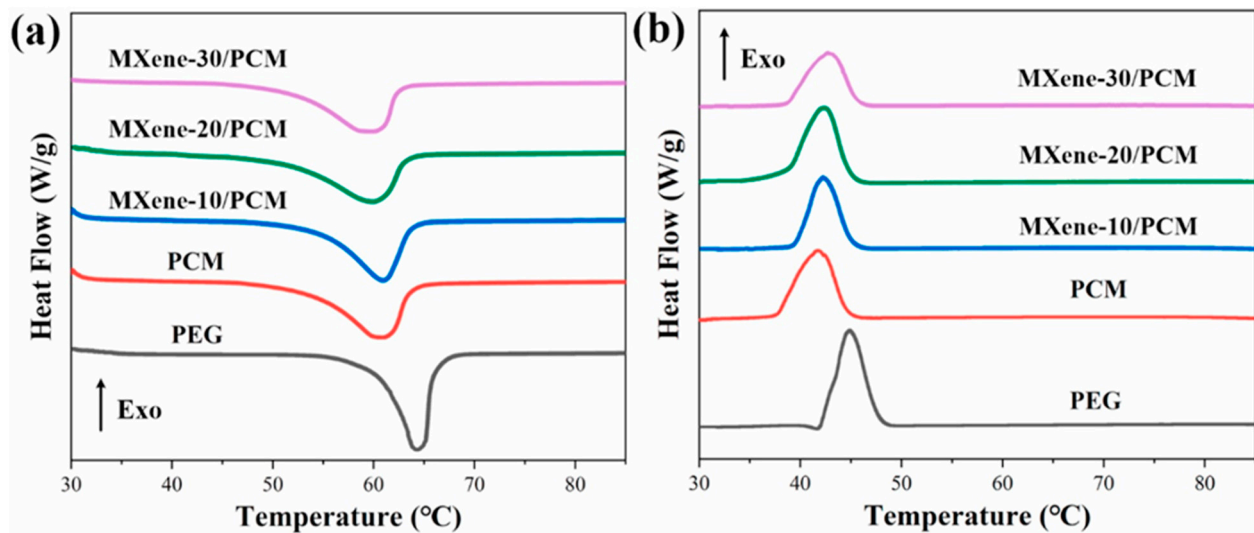 (a)
MXene-30/PCM
MXene-20/PCM
MXene-10/PCM
PCM
PEG
Exo
Heat Flow (W/g)
30 40 50 60 70 80
Temperature (°C)
(b)
Exo
MXene-30/PCM
MXene-20/PCM
MXene-10/PCM
PCM
PEG
Heat Flow (W/g)
30 40 50 60 70 80
Temperature (°C)